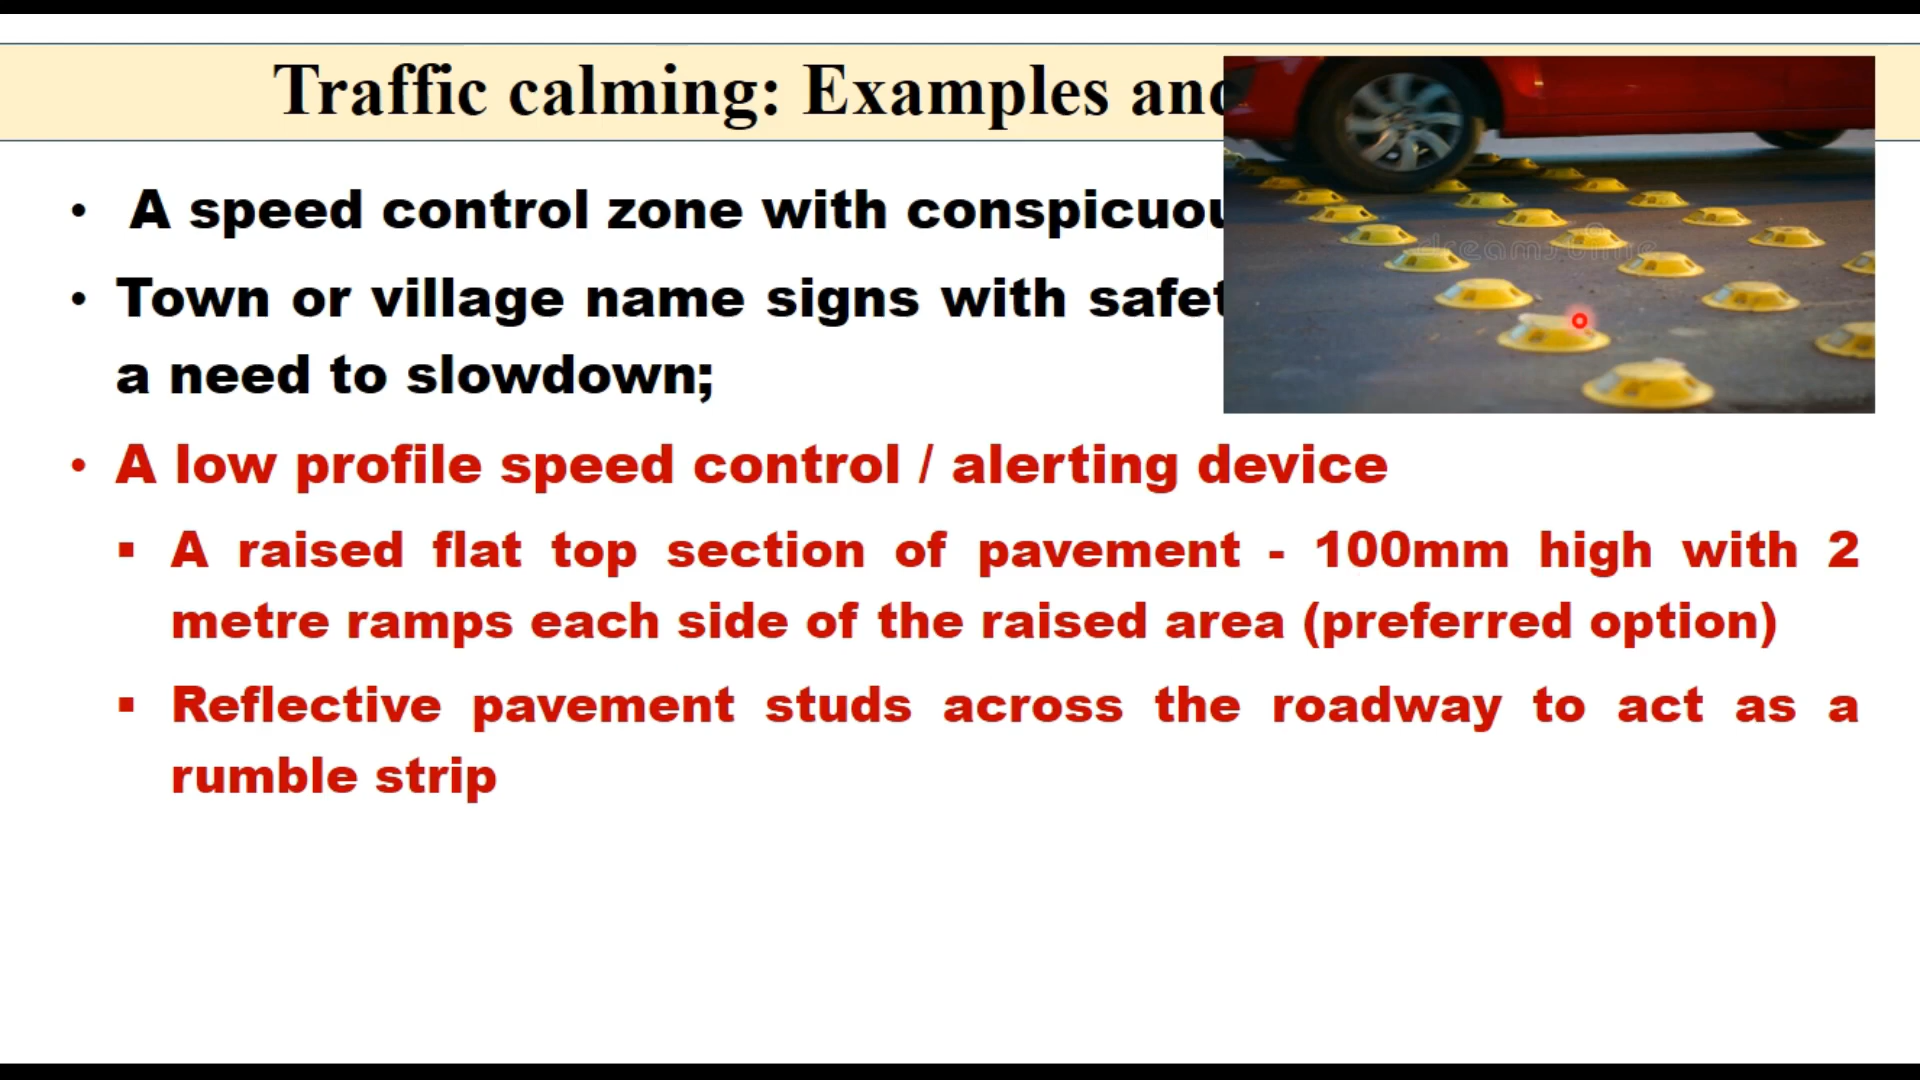 Traffic calming: Examples and
• A speed control zone with
• Town or village name signs with
a need to slowdown;
• A low profile speed control / alerting device
▪ A raised flat top section of pavement - 100mm high with 2
metre ramps each side of the raised area (preferred option)
▪ Reflective pavement studs across the roadway to act as a
rumble strip
dreamstime